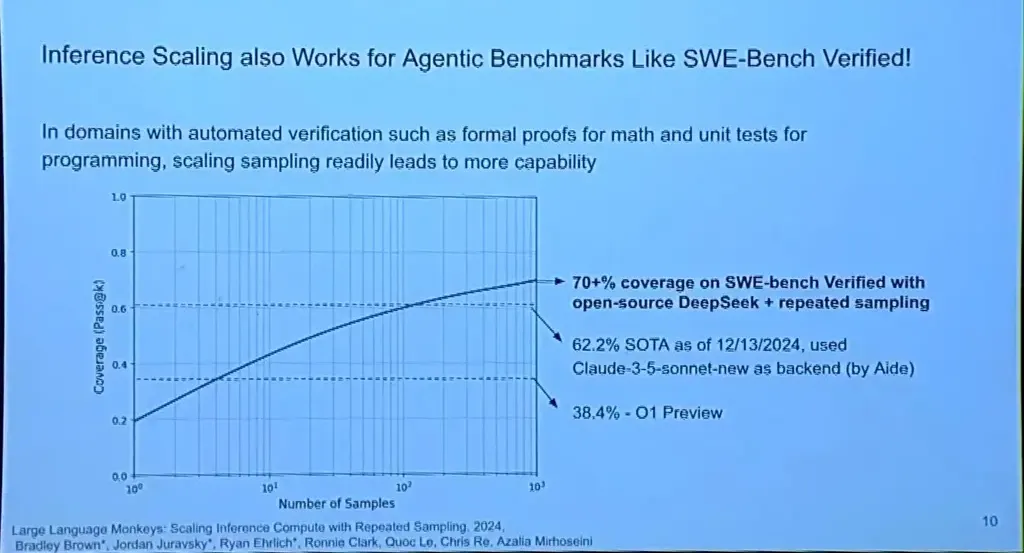 Inference Scaling also Works for Agentic Benchmarks Like SWE-Bench Verified!
In domains with automated verification such as formal proofs for math and unit tests for
programming, scaling sampling readily leads to more capability
1.0
0.8
0.6
0.4
0.2
0.0
Coverage (Pass@k)
10⁰
10¹
10²
10³
Number of Samples
70+% coverage on SWE-bench Verified with
open-source DeepSeek + repeated sampling
62.2% SOTA as of 12/13/2024, used
Claude-3-5-sonnet-new as backend (by Aide)
38.4% - O1 Preview
Large Language Monkeys: Scaling Inference Compute with Repeated Sampling, 2024,
Bradley Brown*, Jordan Juravsky*, Ryan Ehrlich*, Ronnie Clark, Quoc Le, Chris Re, Azalia Mirhoseini
10